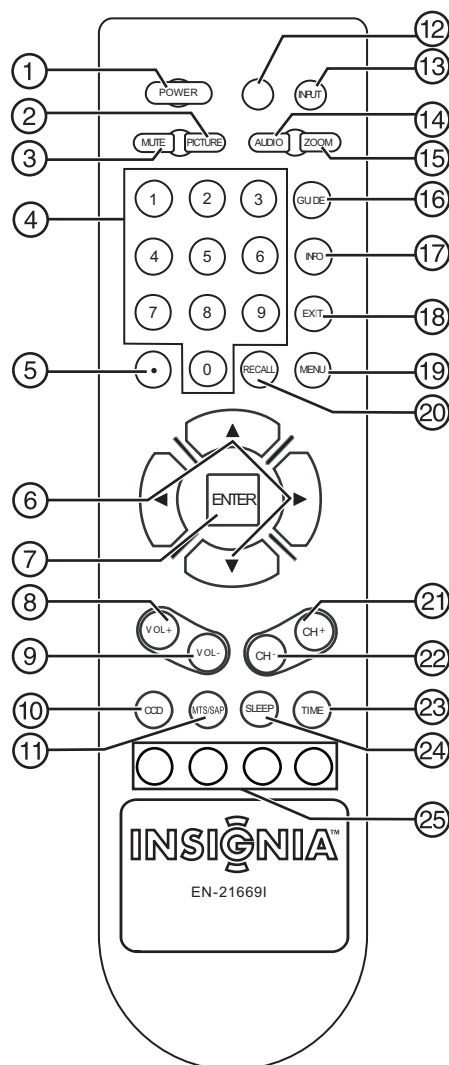 12
1
POWER
INPUT
13
2
14
MUTE
PICTURE
AUDIO
ZOOM
3
15
4
1
2
3
GUIDE
16
4
5
6
INFO
17
7
8
9
EXIT
18
5
•
0
RECALL
MENU
19
20
6
▲
◄
ENTER
►
7
▼
8
21
VOL+
CH+
9
VOL-
CH-
22
10
CCD
MTS/SAP
SLEEP
TIME
23
11
24
25
INSIGNIA™
EN-21669I